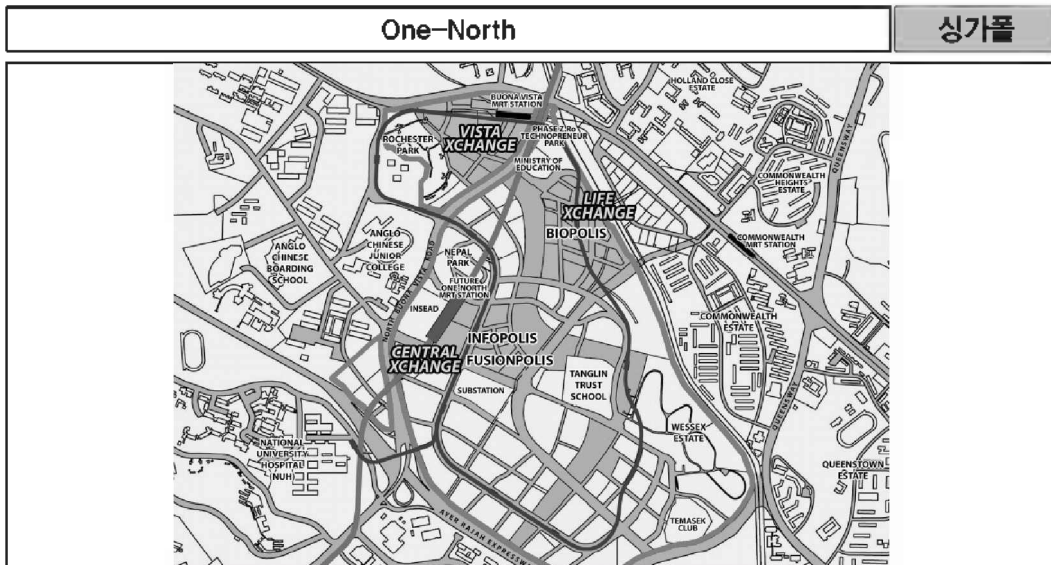 One-North
싱가폴
HOLLAND CLOSE
ESTATE
BUONA VISTA
MRT STATION
QUEENSWAY
ROCHESTER
PARK
VISTA
XCHANGE
PHASE Z.Ro
TECHNOPRENEUR
PARK
MINISTRY OF
EDUCATION
COMMONWEALTH
HEIGHTS
ESTATE
LIFE
XCHANGE
BIOPOLIS
COMMONWEALTH
MRT STATION
ANGLO
CHINESE
BOARDING
SCHOOL
ANGLO
CHINESE
JUNIOR
COLLEGE
NORTH BUONA VISTA ROAD
NEPAL
PARK
FUTURE
ONE NORTH
MRT STATION
INSEAD
COMMONWEALTH
ESTATE
INFOPOLIS
CENTRAL
XCHANGE
FUSIONPOLIS
SUBSTATION
TANGLIN
TRUST
SCHOOL
QUEENSWAY
WESSEX
ESTATE
NATIONAL
UNIVERSITY
HOSPITAL
NUH
QUEENSTOWN
ESTATE
AYER RAJAH EXPRESSWAY
TEMASEK
CLUB